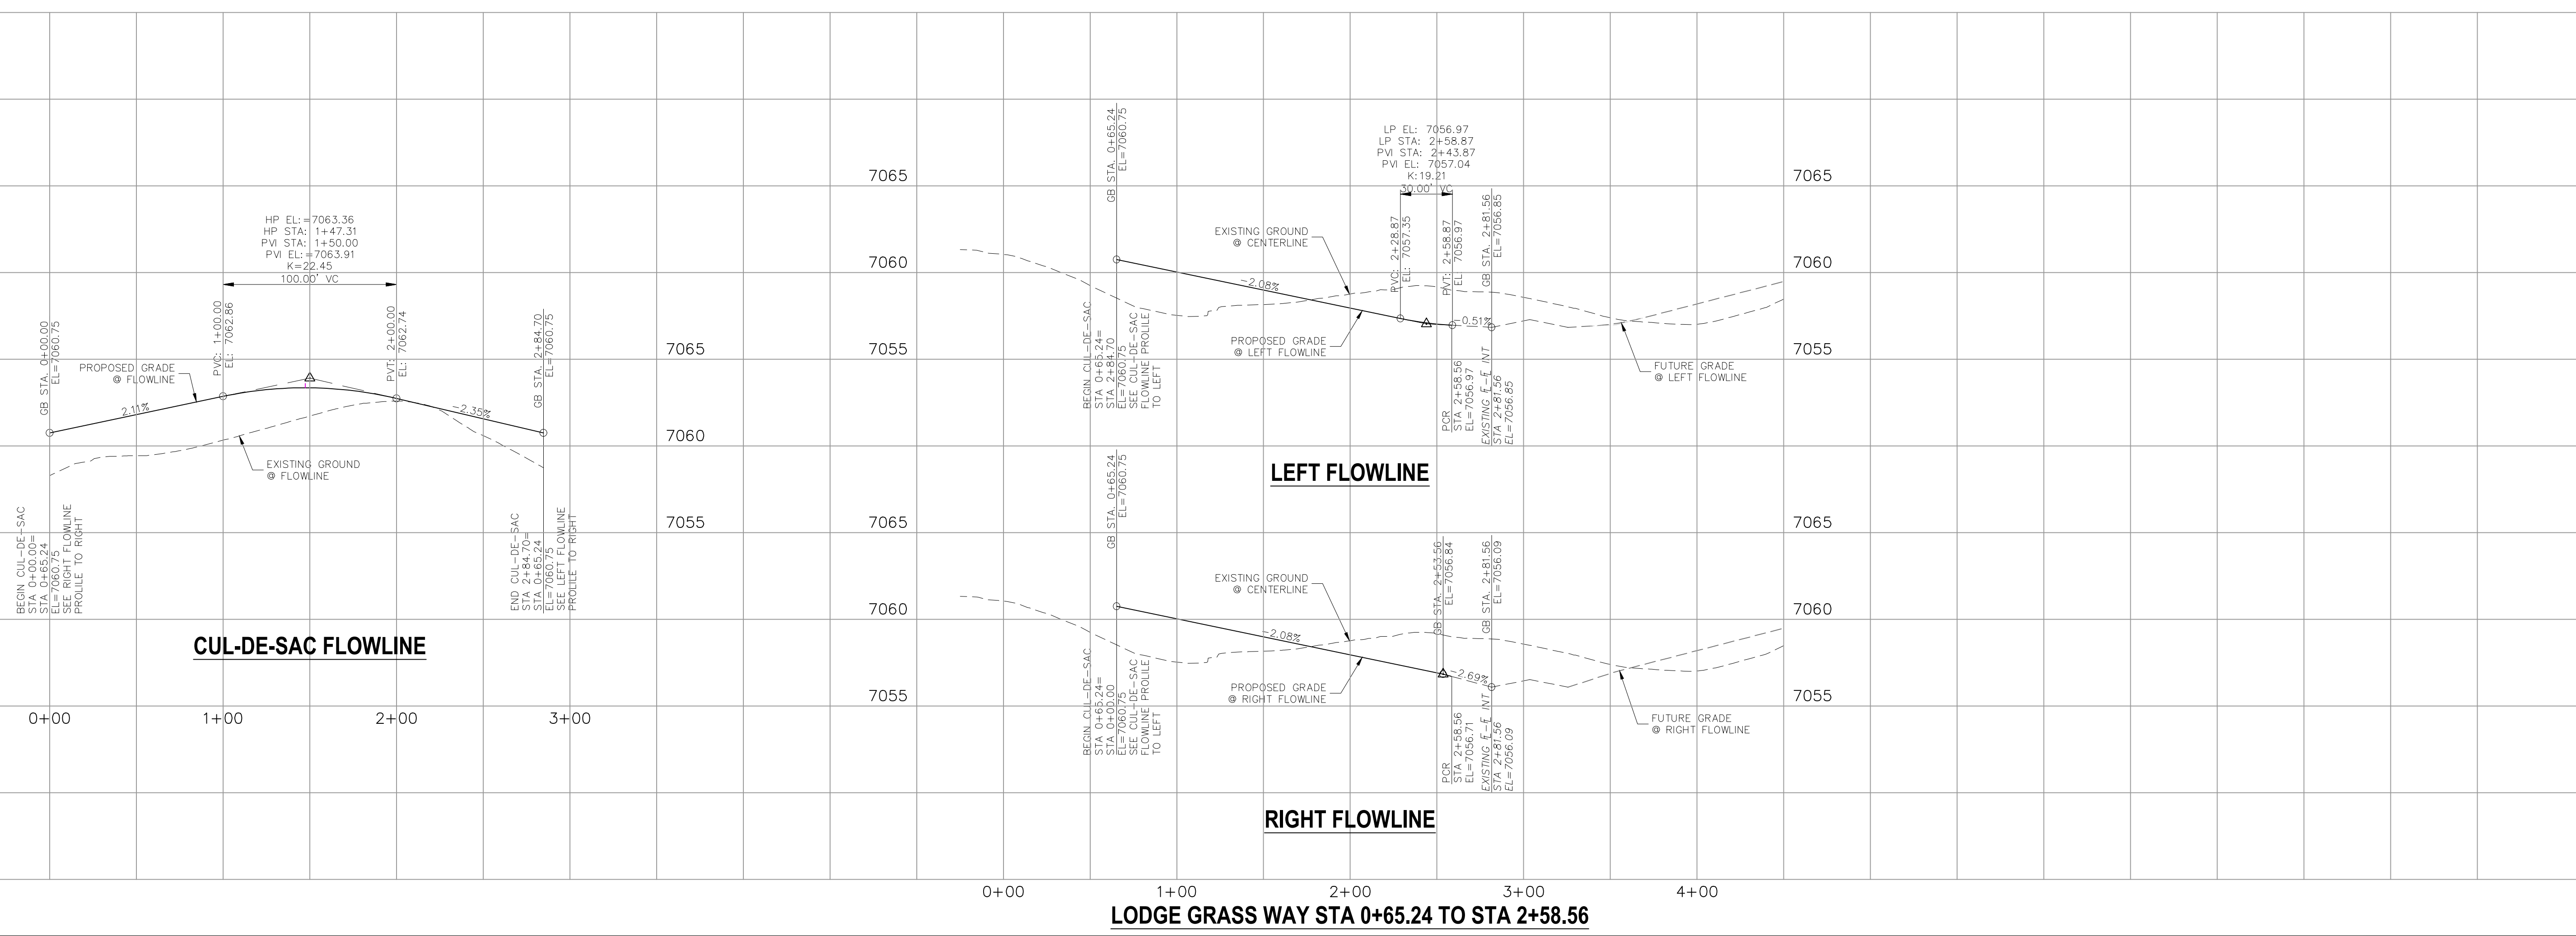 HP EL:=7063.36
HP STA: 1+47.31
PVI STA: 1+50.00
PVI EL:=7063.91
K=22.45
100.00' VC
GB STA. 0+00.00
EL=7060.75
PVC: 1+00.00
EL: 7062.86
PVT: 2+00.00
EL: 7062.74
GB STA. 2+84.70
EL=7060.75
PROPOSED GRADE
@ FLOWLINE
2.11%
-2.35%
EXISTING GROUND
@ FLOWLINE
BEGIN CUL-DE-SAC
STA 0+00.00=
STA 0+65.24
EL=7060.75
SEE RIGHT FLOWLINE
PROLILE TO RIGHT
END CUL-DE-SAC
STA 2+84.70=
STA 0+65.24
EL=7060.75
SEE LEFT FLOWLINE
PROLILE TO RIGHT
7065
7060
7055
CUL-DE-SAC FLOWLINE
0+00
1+00
2+00
3+00
7065
7060
7055
GB STA. 0+65.24
EL=7060.75
LP EL: 7056.97
LP STA: 2+58.87
PVI STA: 2+43.87
PVI EL: 7057.04
K:19.21
30.00' VC
PVC: 2+28.87
EL: 7057.35
PVT: 2+58.87
EL: 7056.97
GB STA. 2+81.56
EL=7056.85
EXISTING GROUND
@ CENTERLINE
-2.08%
-0.51%
PROPOSED GRADE
@ LEFT FLOWLINE
FUTURE GRADE
@ LEFT FLOWLINE
BEGIN CUL-DE-SAC
STA 0+65.24=
STA 2+84.70
EL=7060.75
SEE CUL-DE-SAC
FLOWLINE PROLILE
TO LEFT
PCR
STA 2+58.56
EL=7056.97
EXISTING INT
STA 2+81.56
EL=7056.85
7065
7060
7055
LEFT FLOWLINE
7065
7060
7055
GB STA. 0+65.24
EL=7060.75
GB STA. 2+53.56
EL=7056.84
GB STA. 2+81.56
EL=7056.09
EXISTING GROUND
@ CENTERLINE
-2.08%
-2.69%
PROPOSED GRADE
@ RIGHT FLOWLINE
FUTURE GRADE
@ RIGHT FLOWLINE
BEGIN CUL-DE-SAC
STA 0+65.24=
STA 0+00.00
EL=7060.75
SEE CUL-DE-SAC
FLOWLINE PROLILE
TO LEFT
PCR
STA 2+58.56
EL=7056.71
EXISTING INT
STA 2+81.56
EL=7056.09
7065
7060
7055
RIGHT FLOWLINE
0+00
1+00
2+00
3+00
4+00
LODGE GRASS WAY STA 0+65.24 TO STA 2+58.56